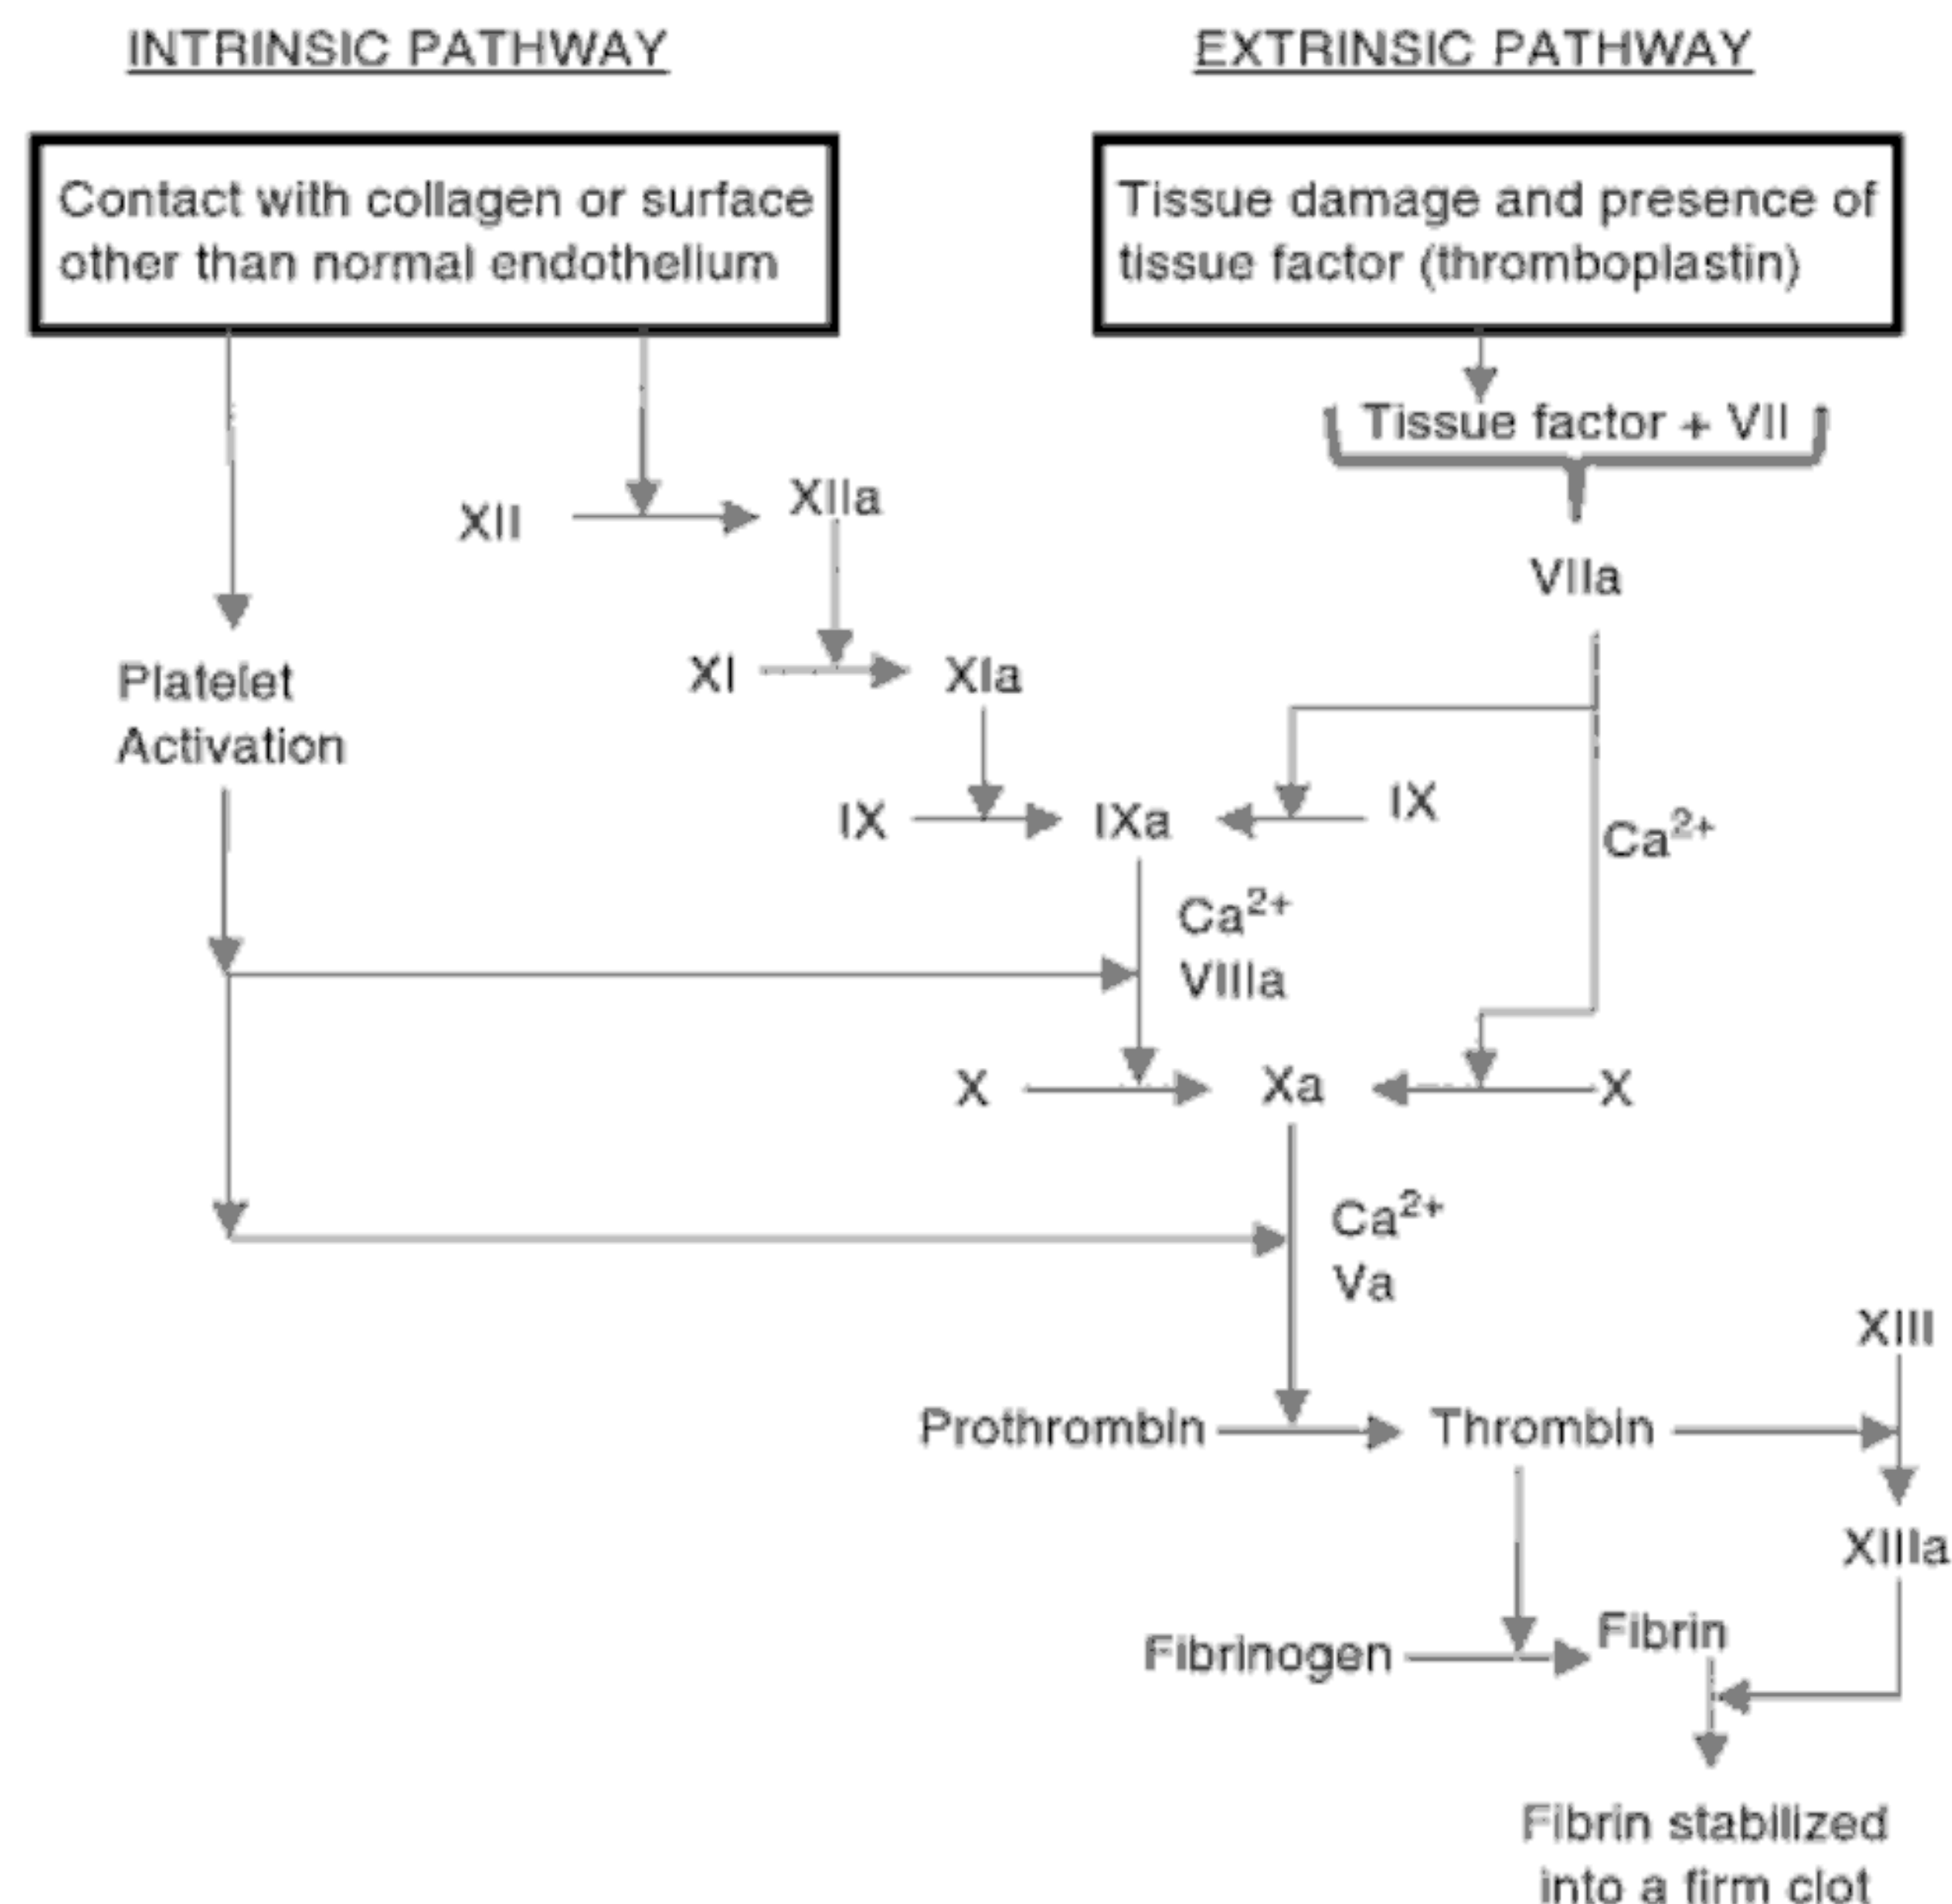 INTRINSIC PATHWAY
EXTRINSIC PATHWAY
Contact with collagen or surface
other than normal endothelium
Tissue damage and presence of
tissue factor (thromboplastin)
Tissue factor + VII
XII
XIIa
VIIa
Platelet
Activation
XI
XIa
IX
IXa
IX
Ca²⁺
Ca²⁺
VIIIa
X
Xa
X
Ca²⁺
Va
XIII
Prothrombin
Thrombin
XIIIa
Fibrinogen
Fibrin
Fibrin stabilized
into a firm clot